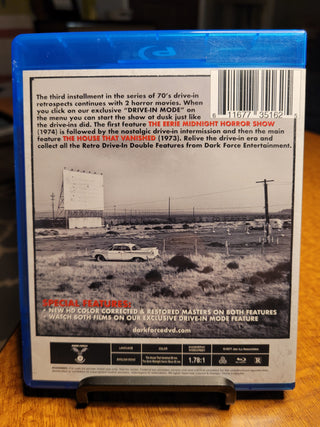 The third installment in the series of 70's drive-in
retrospects continues with 2 horror movies. When
you click on our exclusive "DRIVE-IN MODE" on
the menu you can start the show at dusk just like
the drive-ins did. The first feature THE EERIE MIDNIGHT HORROR SHOW
(1974) is followed by the nostalgic drive-in intermission and then the main
feature THE HOUSE THAT VANISHED (1973). Relive the drive-in era and
collect all the Retro Drive-In Double Features from Dark Force Entertainment.
6 11677 35162
SPECIAL FEATURES:
• NEW HD COLOR CORRECTED & RESTORED MASTERS ON BOTH FEATURES
• WATCH BOTH FILMS ON OUR EXCLUSIVE DRIVE-IN MODE FEATURE
darkforcedvd.com
LANGUAGE
COLOR
1.78:1